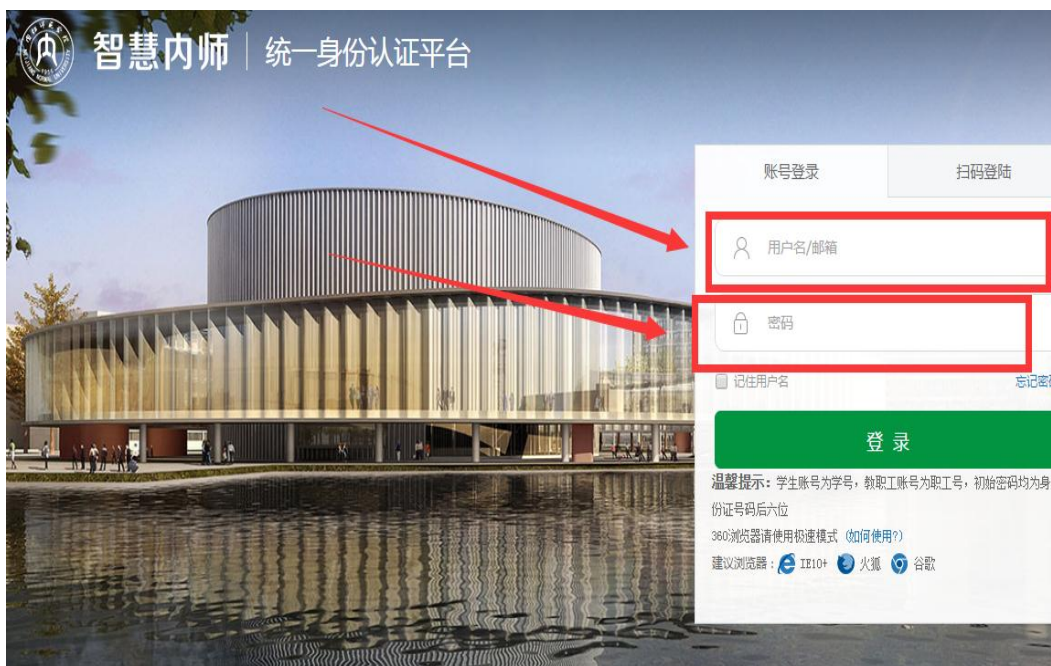 智慧内师 统一身份认证平台
账号登录 扫码登陆
用户名/邮箱
密码
记住用户名 忘记密
登 录
温馨提示：学生账号为学号，教职工账号为职工号，初始密码均为身
份证号码后六位
360浏览器请使用极速模式（如何使用?）
建议浏览器： IE10+ 火狐 谷歌